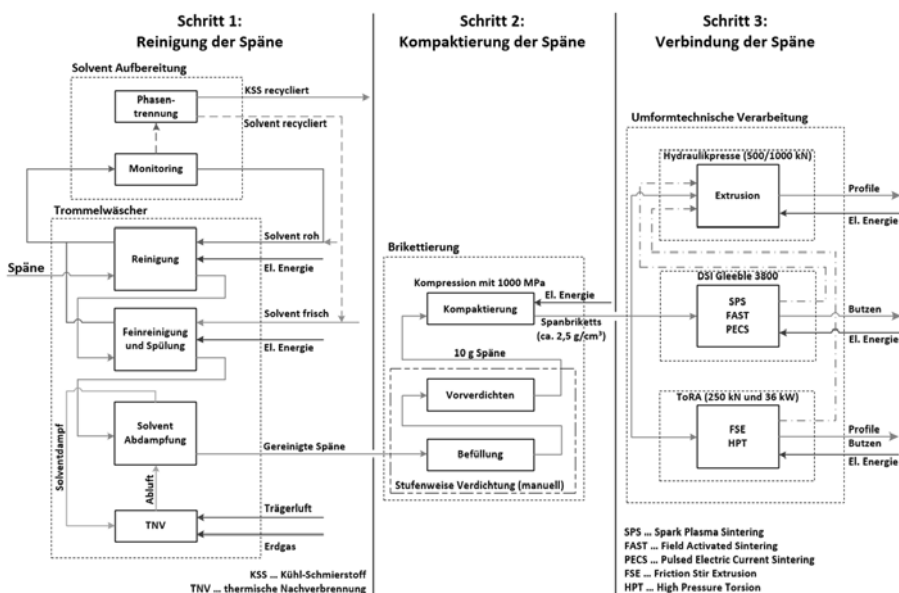 Schritt 1:
Reinigung der Späne
Solvent Aufbereitung
Phasen-
trennung
KSS recycliert
Solvent recycliert
Monitoring
Trommelwäscher
Reinigung
Solvent roh
El. Energie
Späne
Feinreinigung
und Spülung
Solvent frisch
El. Energie
Solvent
Abdampfung
Solventdampf
Gereinigte Späne
Abluft
TNV
Trägerluft
Erdgas
KSS ... Kühl-Schmierstoff
TNV ... thermische Nachverbrennung
Schritt 2:
Kompaktierung der Späne
Brikettierung
Kompression mit 1000 MPa
Kompaktierung
El. Energie
Spanbriketts
(ca. 2,5 g/cm³)
10 g Späne
Vorverdichten
Befüllung
Stufenweise Verdichtung (manuell)
Schritt 3:
Verbindung der Späne
Umformtechnische Verarbeitung
Hydraulikpresse (500/1000 kN)
Extrusion
Profile
El. Energie
DSI Gleeble 3800
SPS
FAST
PECS
Butzen
El. Energie
ToRA (250 kN und 36 kW)
FSE
HPT
Profile
Butzen
El. Energie
SPS ... Spark Plasma Sintering
FAST ... Field Activated Sintering
PECS ... Pulsed Electric Current Sintering
FSE ... Friction Stir Extrusion
HPT ... High Pressure Torsion